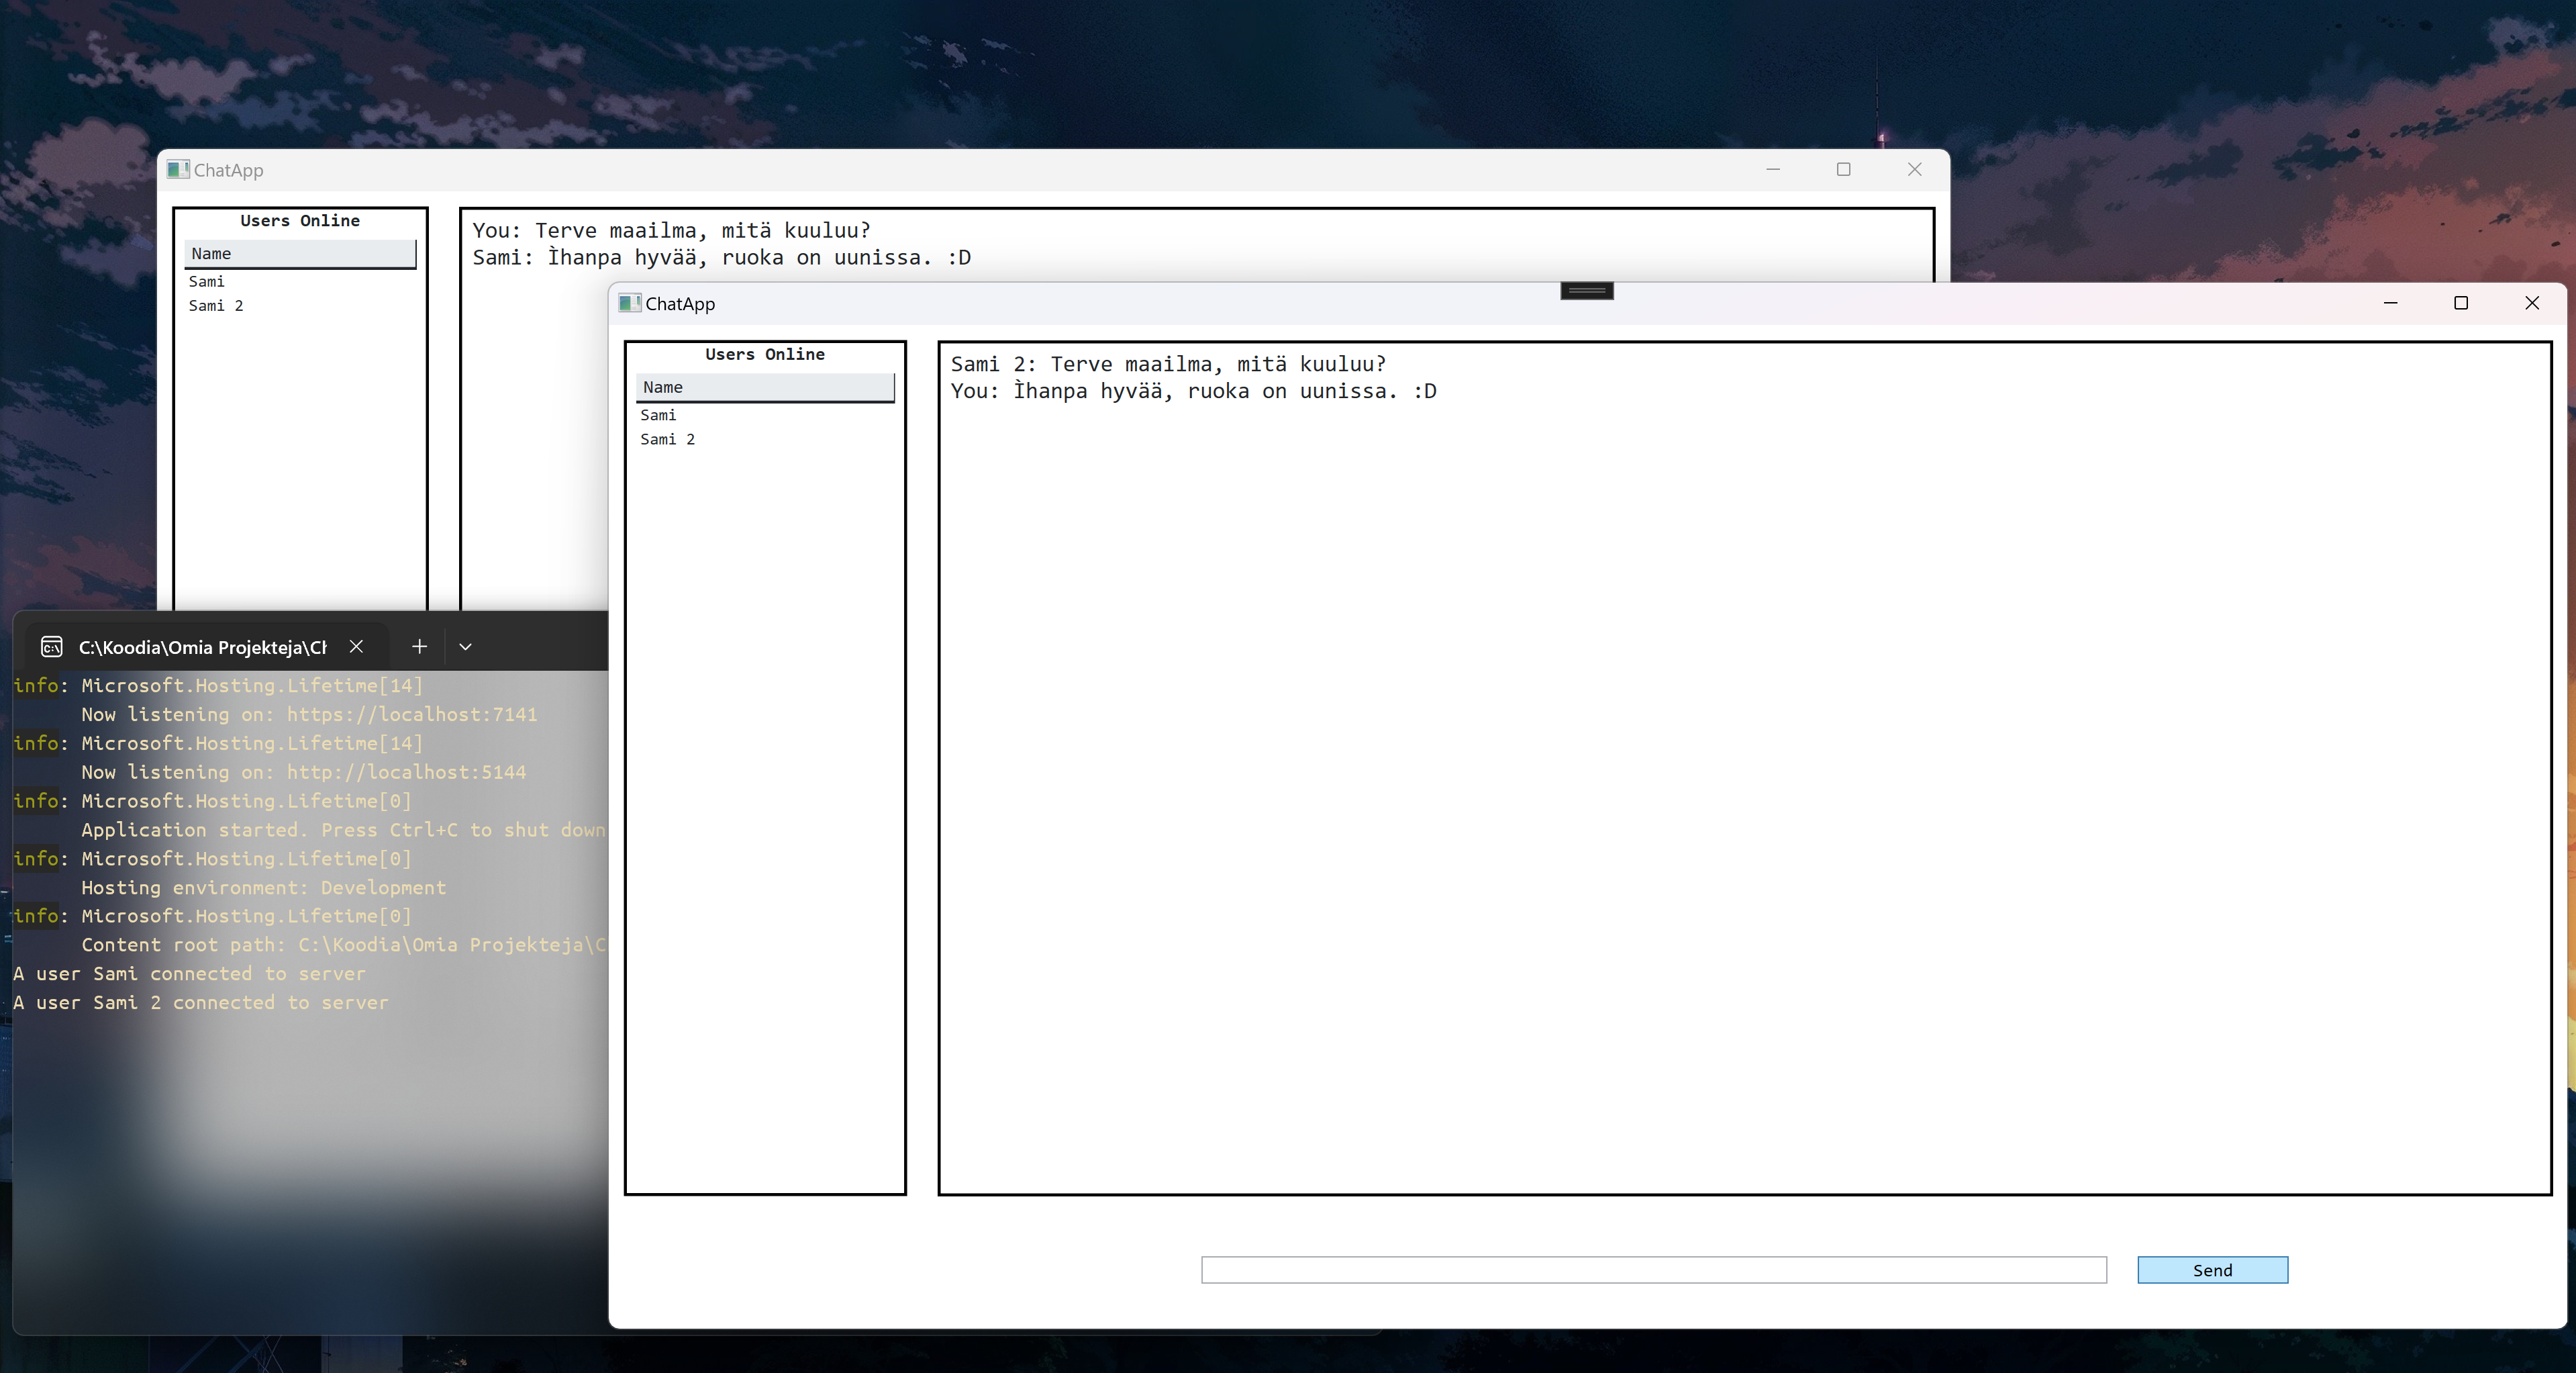 ChatApp
Users Online
Name
Sami
Sami 2
You: Terve maailma, mitä kuuluu?
Sami: Ìhanpa hyvää, ruoka on uunissa. :D
ChatApp
Users Online
Name
Sami
Sami 2
Sami 2: Terve maailma, mitä kuuluu?
You: Ìhanpa hyvää, ruoka on uunissa. :D
Send
C:\Koodia\Omia Projekteja\Ch
info: Microsoft.Hosting.Lifetime[14]
Now listening on: https://localhost:7141
info: Microsoft.Hosting.Lifetime[14]
Now listening on: http://localhost:5144
info: Microsoft.Hosting.Lifetime[0]
Application started. Press Ctrl+C to shut down
info: Microsoft.Hosting.Lifetime[0]
Hosting environment: Development
info: Microsoft.Hosting.Lifetime[0]
Content root path: C:\Koodia\Omia Projekteja\C
A user Sami connected to server
A user Sami 2 connected to server